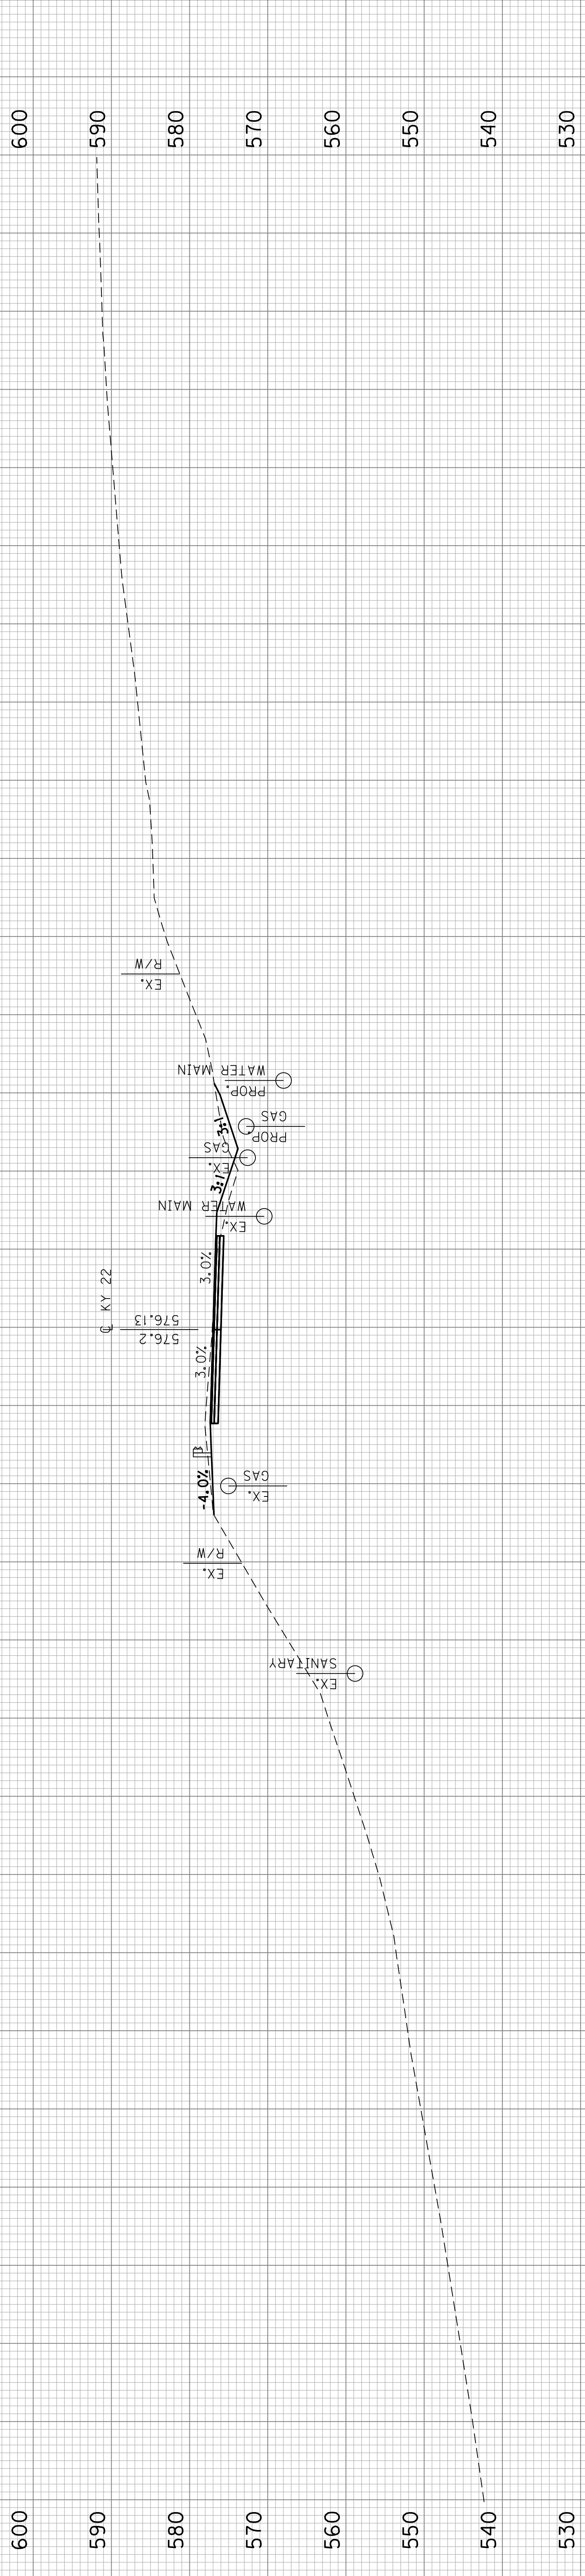 600
590
580
570
560
550
540
530
EX.
R/W
PROP.
WATER MAIN
PROP.
GAS
EX.
GAS
3:1
3:1
EX.
WATER MAIN
3.0%
℄ KY 22
576.2
576.13
3.0%
-4.0%
EX.
GAS
EX.
R/W
EX.
SANITARY
600
590
580
570
560
550
540
530